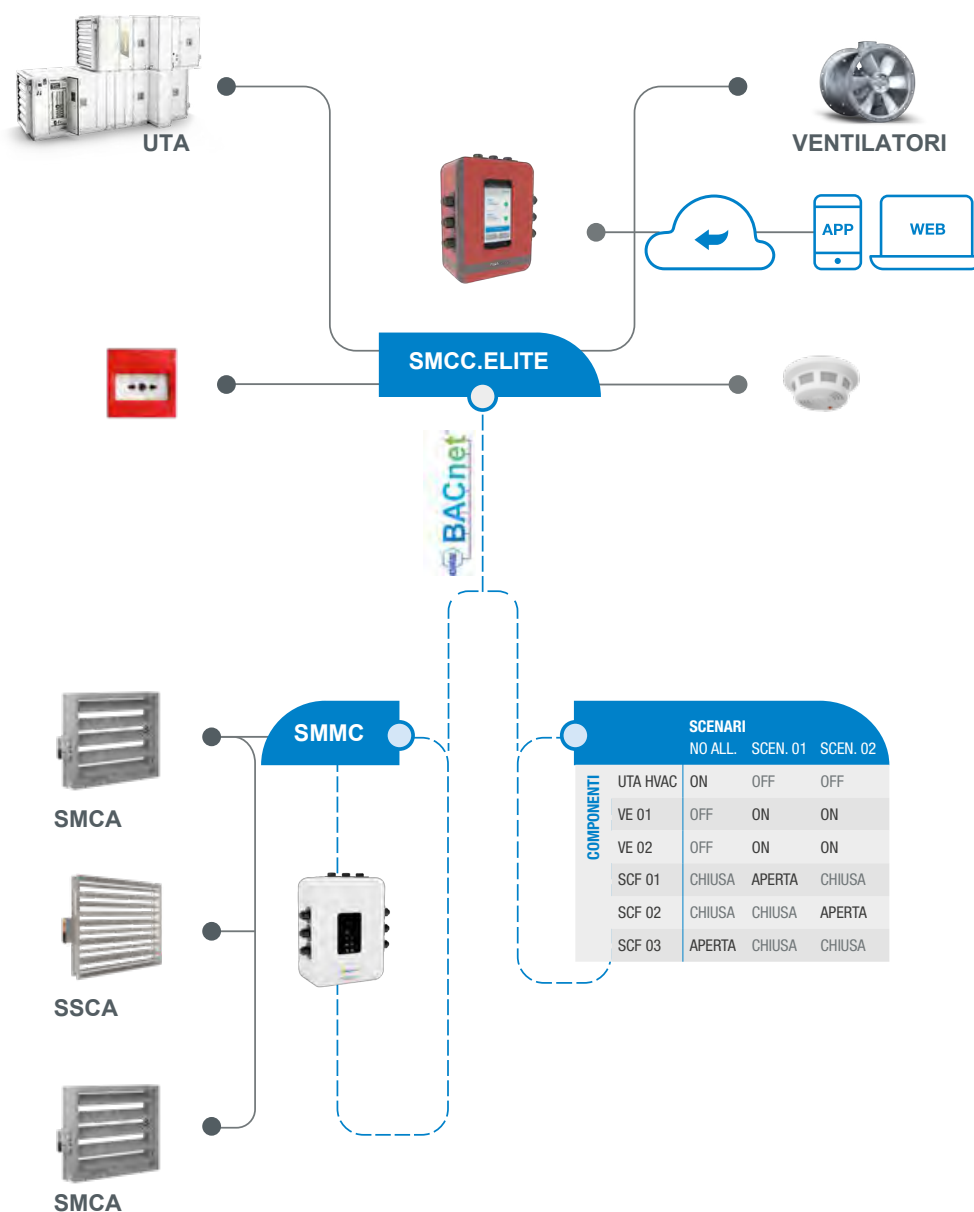 UTA
VENTILATORI
APP
WEB
SMCC.ELITE
BACnet
SMMC
SMCA
SSCA
SMCA
SCENARI
NO ALL. SCEN. 01 SCEN. 02
COMPONENTI
UTA HVAC ON OFF OFF
VE 01 OFF ON ON
VE 02 OFF ON ON
SCF 01 CHIUSA APERTA CHIUSA
SCF 02 CHIUSA CHIUSA APERTA
SCF 03 APERTA CHIUSA CHIUSA